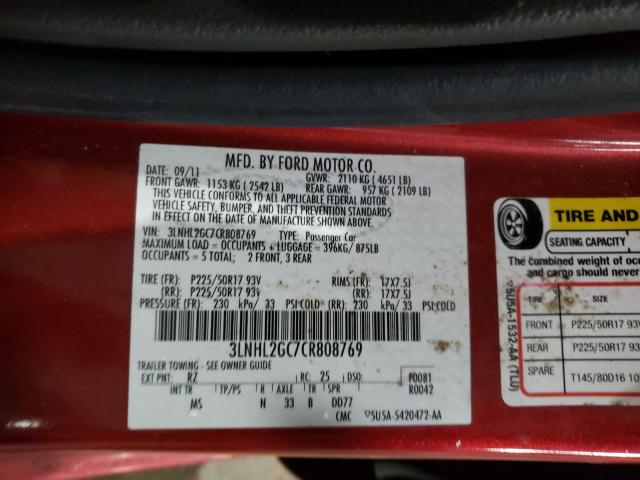 MFD. BY FORD MOTOR CO.
DATE: 09/11 GVWR: 2110 KG ( 4651 LB)
FRONT GAWR: 1153 KG ( 2542 LB) REAR GAWR: 957 KG ( 2109 LB)
THIS VEHICLE CONFORMS TO ALL APPLICABLE FEDERAL MOTOR
VEHICLE SAFETY, BUMPER, AND THEFT PREVENTION STANDARDS
IN EFFECT ON THE DATE OF MANUFACTURE SHOWN ABOVE.
VIN: 3LNHL2GC7CR808769 TYPE: Passenger Car
MAXIMUM LOAD = OCCUPANTS + LUGGAGE = 396KG / 875LB
OCCUPANTS = 5 TOTAL; 2 FRONT, 3 REAR
TIRE (FR): P225/50R17 93V RIMS (FR): 17X7.5J
(RR): P225/50R17 93V (RR): 17X7.5J
PRESSURE (FR): 230 kPa/ 33 PSI-COLD (RR): 230 kPa/ 33 PSI-COLD
3LNHL2GC7CR808769
TRAILER TOWING - SEE OWNER GUIDE
EXT PNT: RZ RC: 25 DSO: F0081
INT TR TP/PS R AXLE TR SPR R0042
M5 N 33 B DD77
CMC ▽5U5A-5420472-AA
TIRE AND
SEATING CAPACITY
The combined weight of oc
and cargo should never
TIRE SIZE
FRONT P225/50R17 93V
REAR P225/50R17 93
SPARE T145/80D16 10
▽5U5A-1532-AA (TLU)